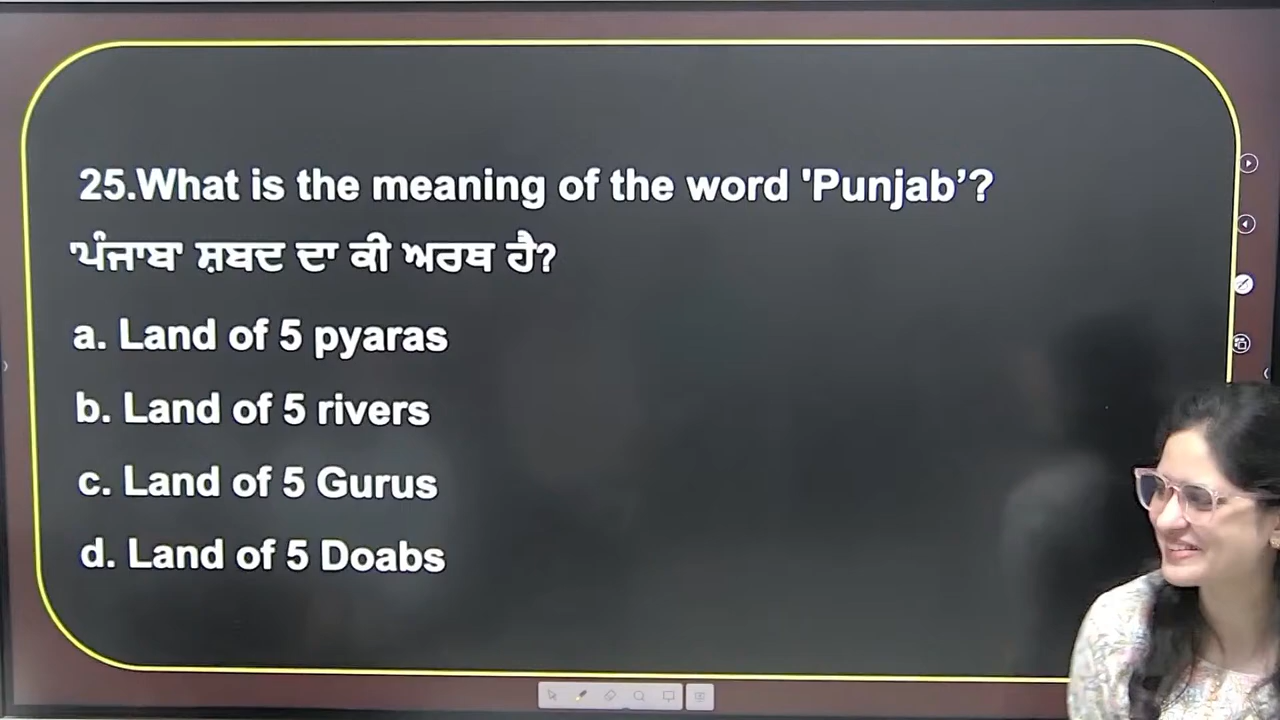 25.What is the meaning of the word 'Punjab’?
'ਪੰਜਾਬ' ਸ਼ਬਦ ਦਾ ਕੀ ਅਰਥ ਹੈ?
a. Land of 5 pyaras
b. Land of 5 rivers
c. Land of 5 Gurus
d. Land of 5 Doabs